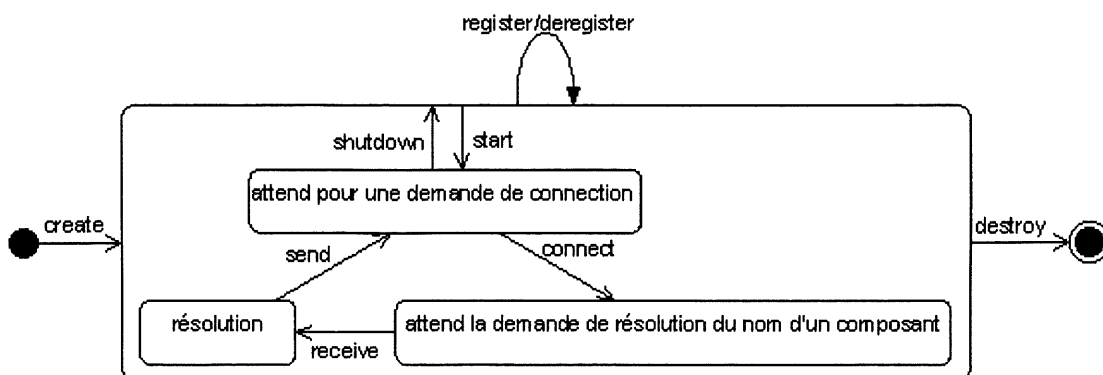 register/deregister
shutdown
start
attend pour une demande de connection
create
destroy
send
connect
résolution
attend la demande de résolution du nom d'un composant
receive